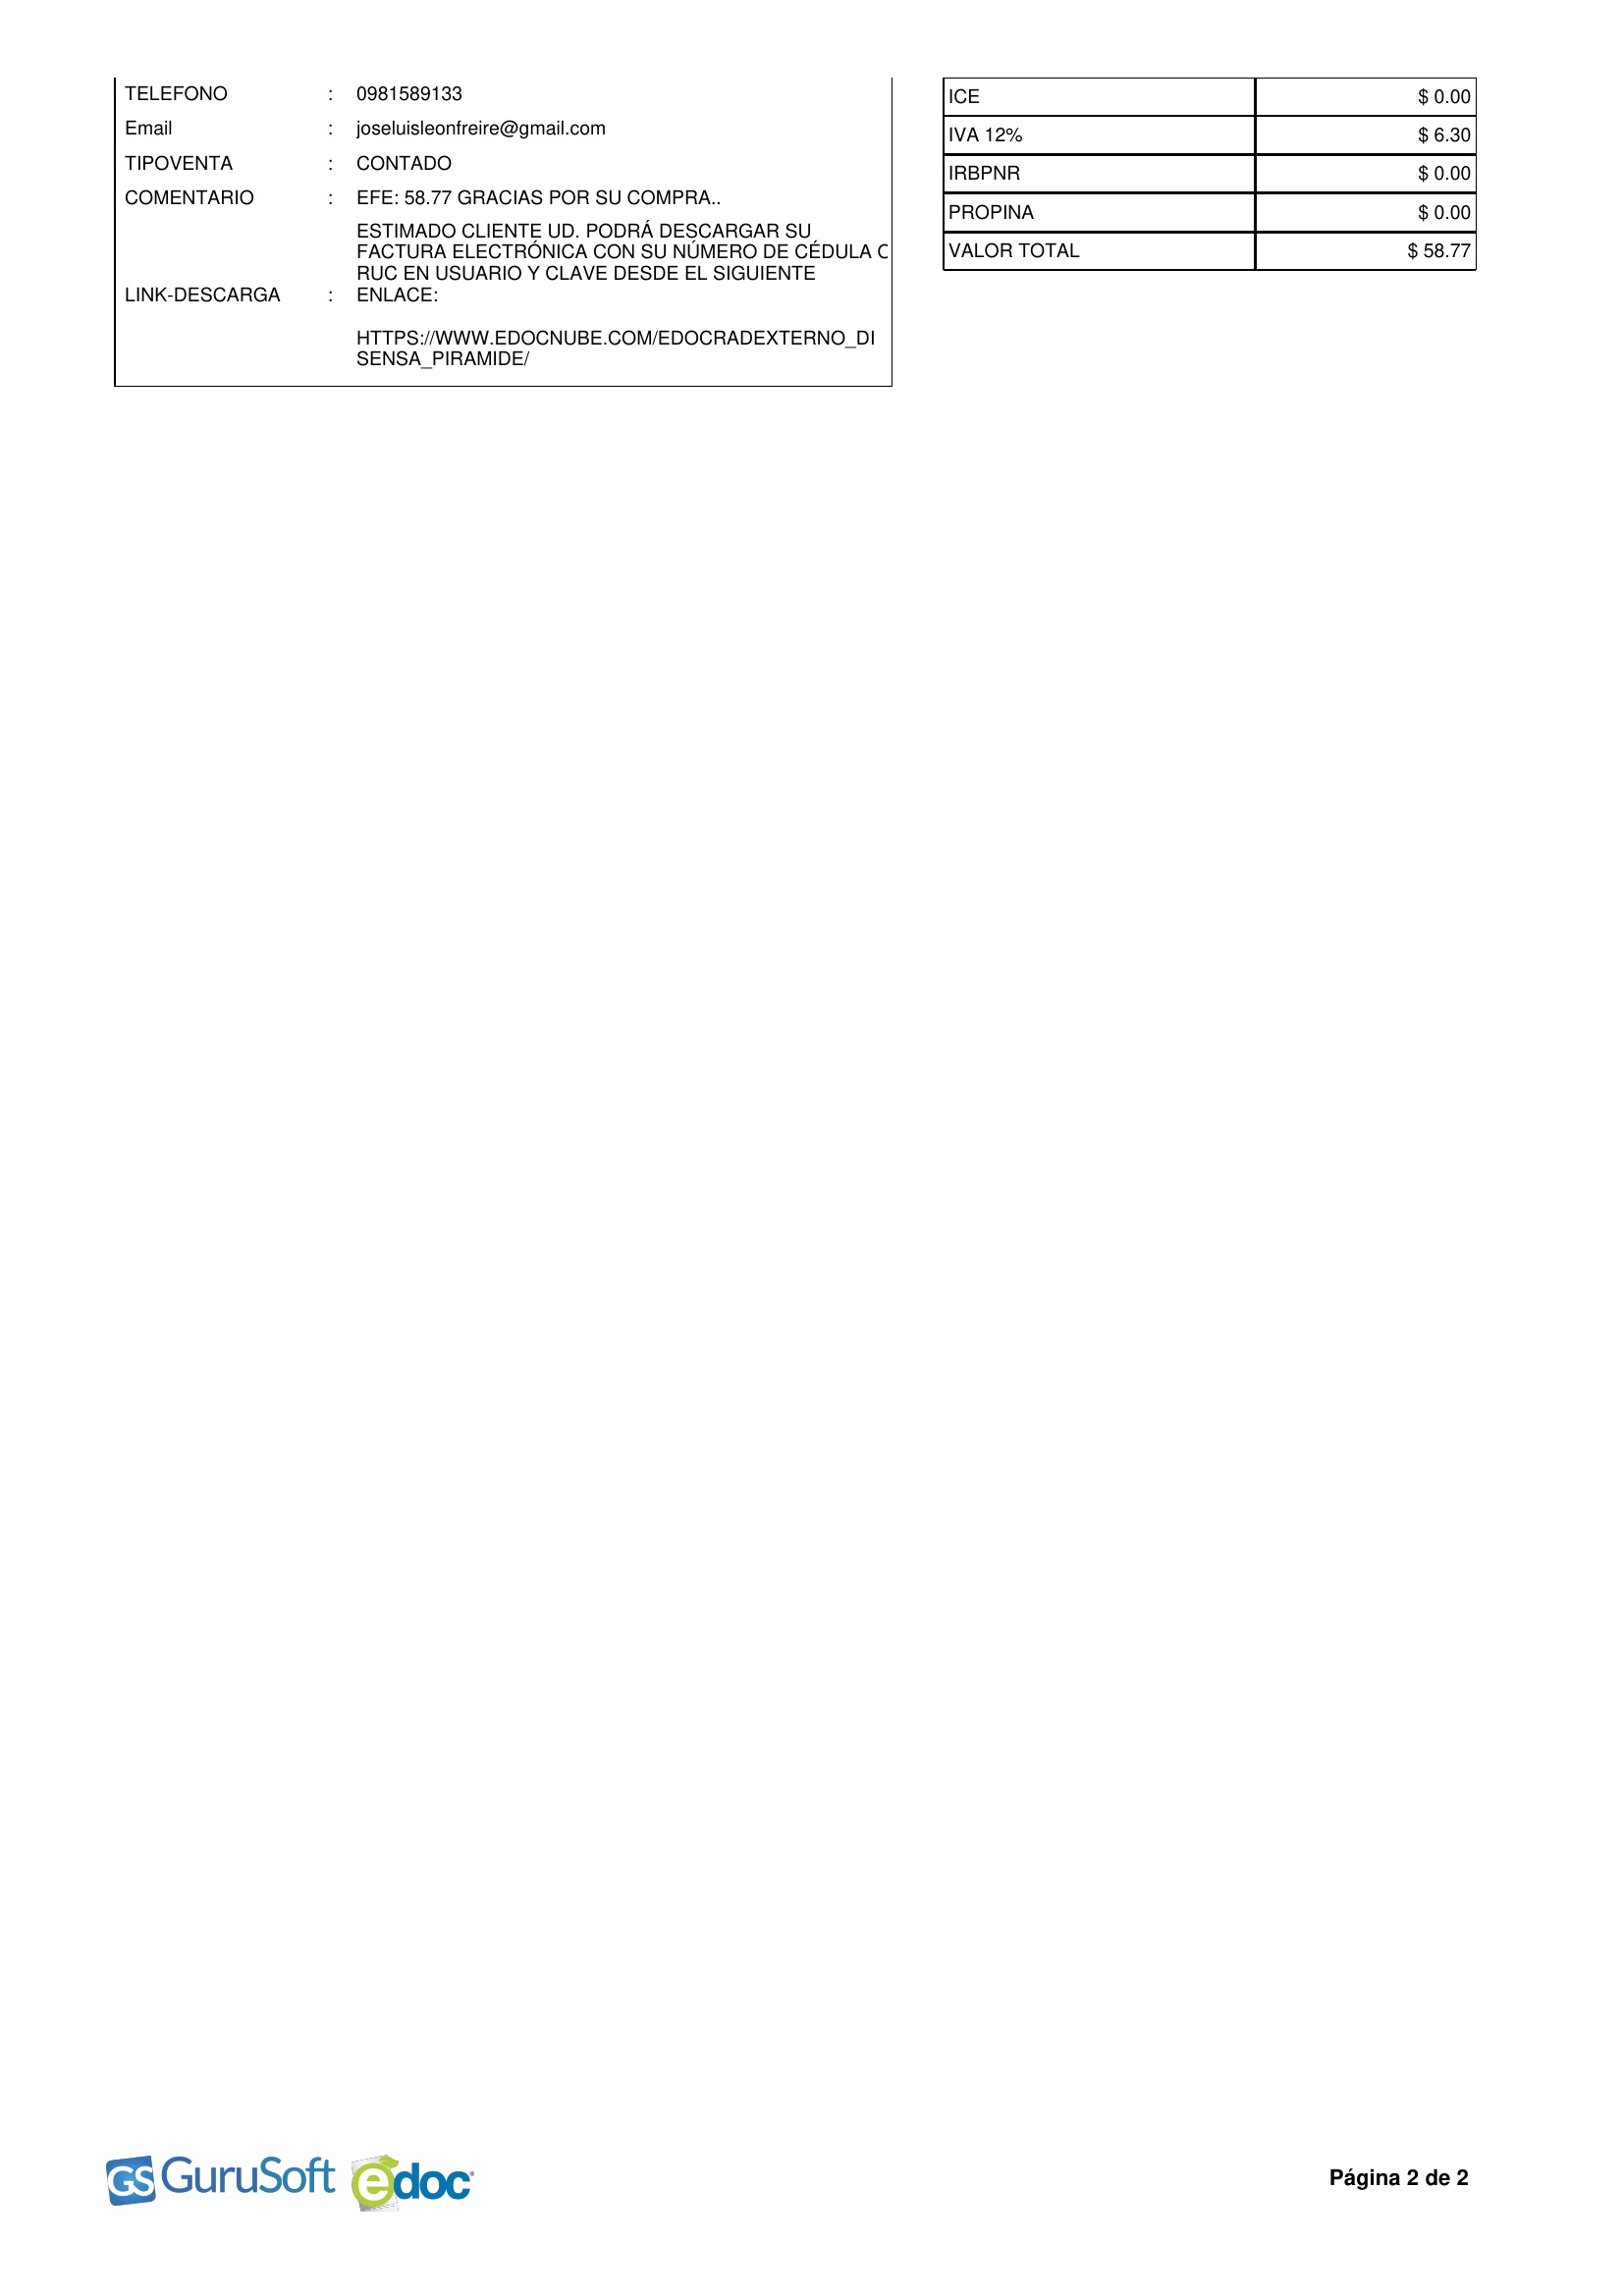 TELEFONO : 0981589133
Email : joseluisleonfreire@gmail.com
TIPOVENTA : CONTADO
COMENTARIO : EFE: 58.77 GRACIAS POR SU COMPRA..
ESTIMADO CLIENTE UD. PODRÁ DESCARGAR SU
FACTURA ELECTRÓNICA CON SU NÚMERO DE CÉDULA
RUC EN USUARIO Y CLAVE DESDE EL SIGUIENTE
LINK-DESCARGA : ENLACE:
HTTPS://WWW.EDOCNUBE.COM/EDOCRADEXTERNO_DI
SENSA_PIRAMIDE/
ICE $ 0.00
IVA 12% $ 6.30
IRBPNR $ 0.00
PROPINA $ 0.00
VALOR TOTAL $ 58.77
GS GuruSoft edoc
Página 2 de 2